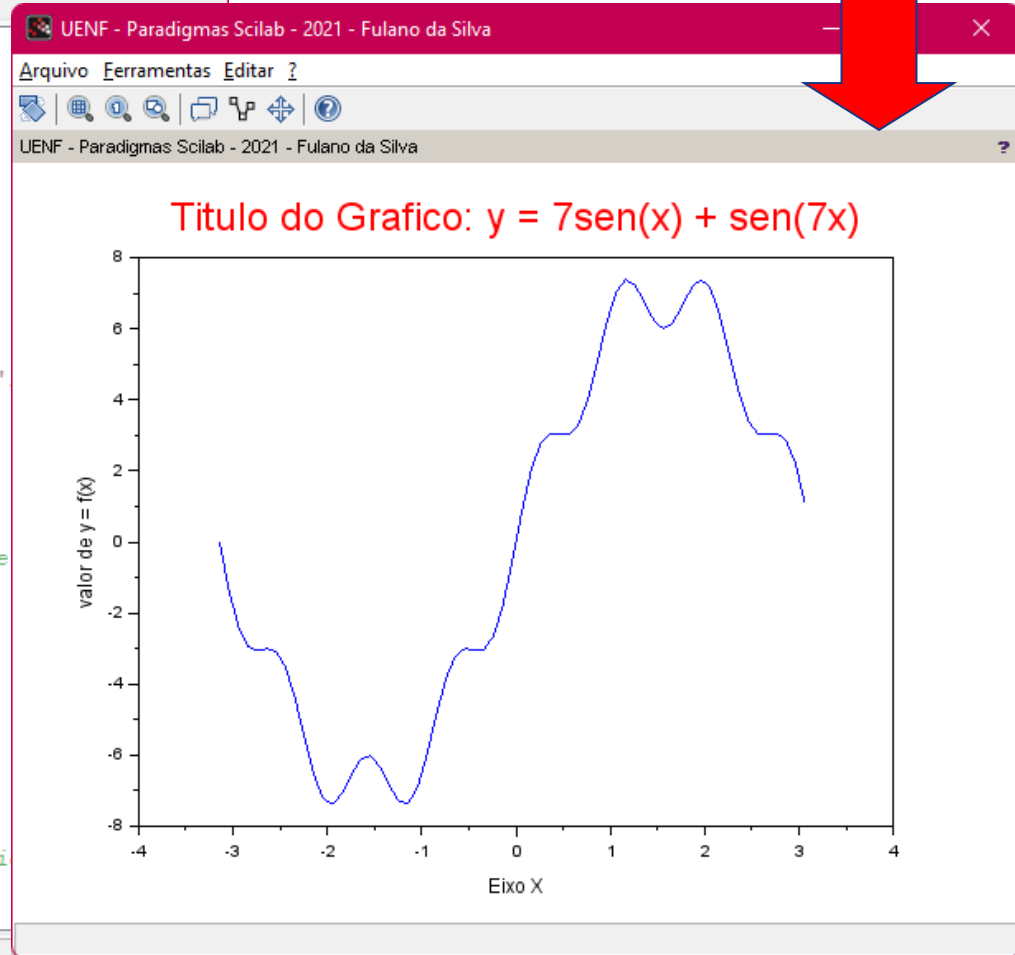 UENF - Paradigmas Scilab - 2021 - Fulano da Silva
Arquivo Ferramentas Editar ?
UENF - Paradigmas Scilab - 2021 - Fulano da Silva ?
Titulo do Grafico: y = 7sen(x) + sen(7x)
8
6
4
2
0
-2
-4
-6
-8
valor de y = f(x)
-4 -3 -2 -1 0 1 2 3 4
Eixo X